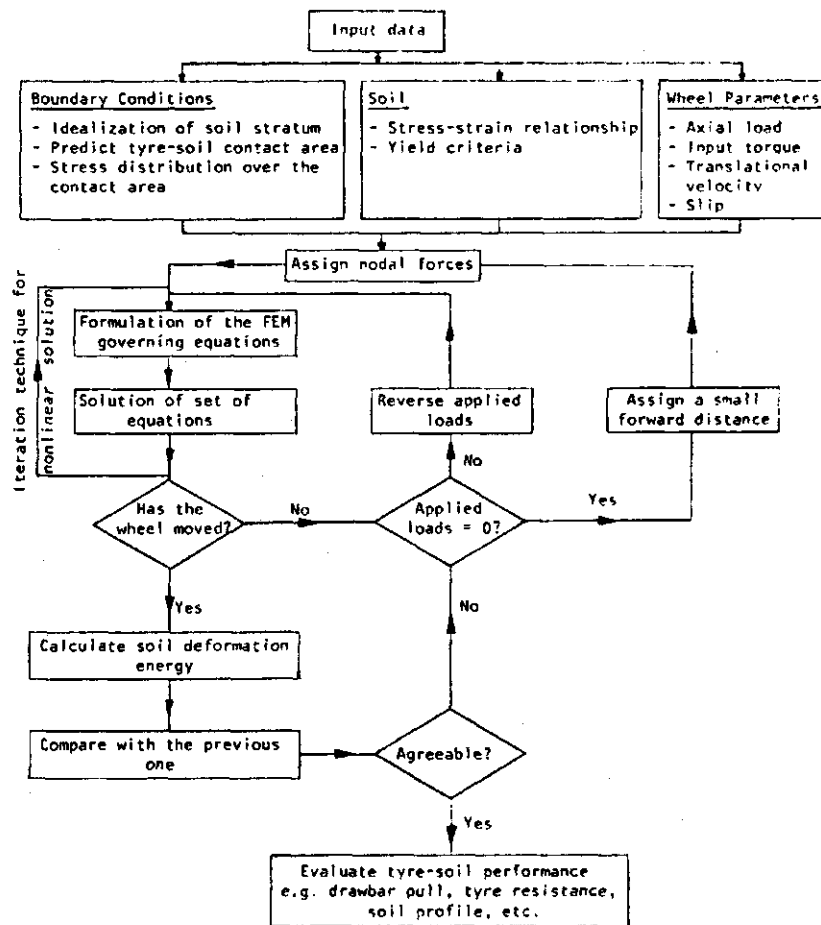 Input data
Boundary Conditions
- Idealization of soil stratum
- Predict tyre-soil contact area
- Stress distribution over the
contact area
Soil
- Stress-strain relationship
- Yield criteria
Wheel Parameters
- Axial load
- Input torque
- Translational
velocity
- Slip
Assign nodal forces
Iteration technique for
nonlinear solution
Formulation of the FEM
governing equations
Solution of set of
equations
Reverse applied
loads
Assign a small
forward distance
No
Has the
wheel moved?
No
Applied
loads = 0?
Yes
Yes
No
Calculate soil deformation
energy
Compare with the previous
one
Agreeable?
Yes
Evaluate tyre-soil performance
e.g. drawbar pull, tyre resistance,
soil profile, etc.